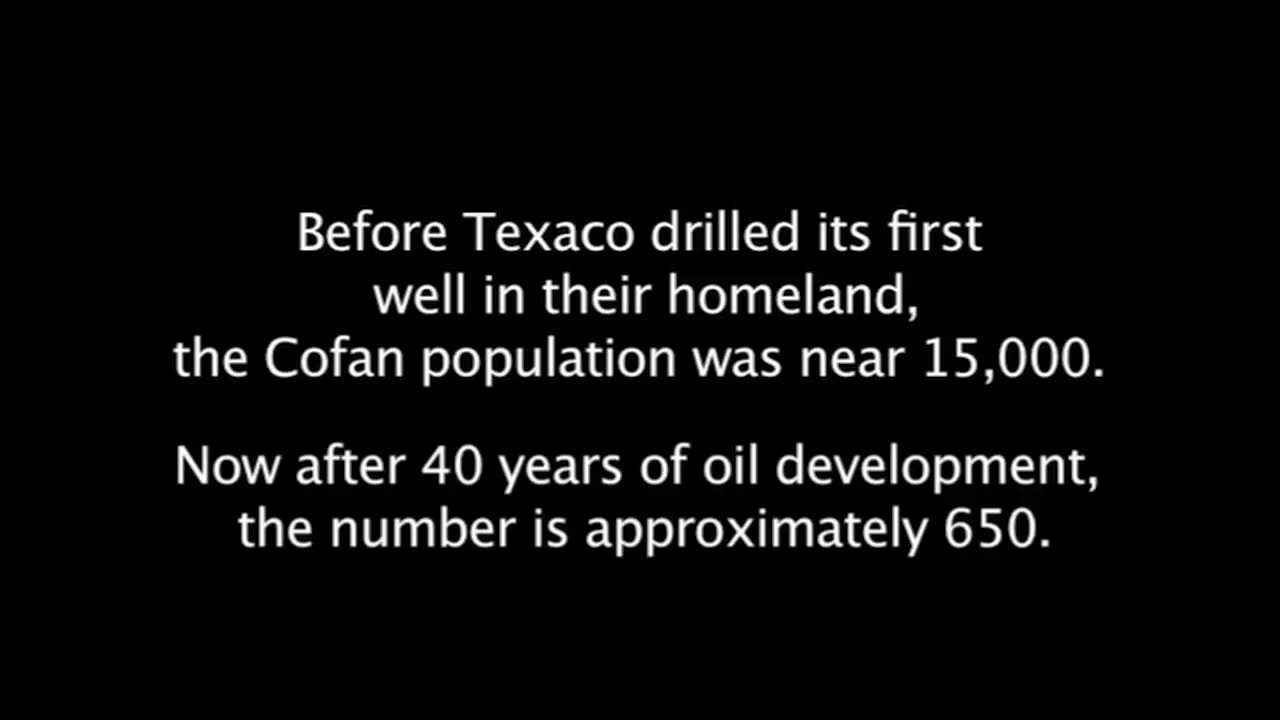 Before Texaco drilled its first
well in their homeland,
the Cofan population was near 15,000.
Now after 40 years of oil development,
the number is approximately 650.